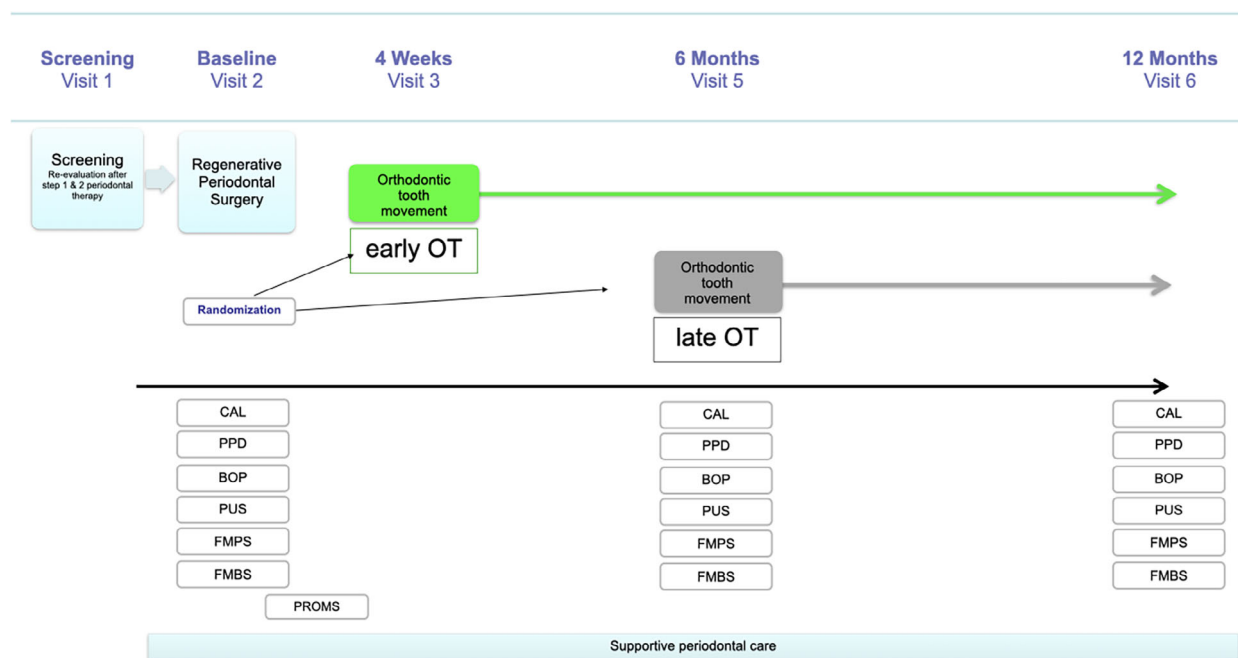 Screening
Visit 1
Baseline
Visit 2
4 Weeks
Visit 3
6 Months
Visit 5
12 Months
Visit 6
Screening
Re-evaluation after
step 1 & 2 periodontal
therapy
Regenerative
Periodontal
Surgery
Orthodontic
tooth
movement
early OT
Orthodontic
tooth
movement
late OT
Randomization
CAL
PPD
BOP
PUS
FMPS
FMBS
PROMS
CAL
PPD
BOP
PUS
FMPS
FMBS
CAL
PPD
BOP
PUS
FMPS
FMBS
Supportive periodontal care